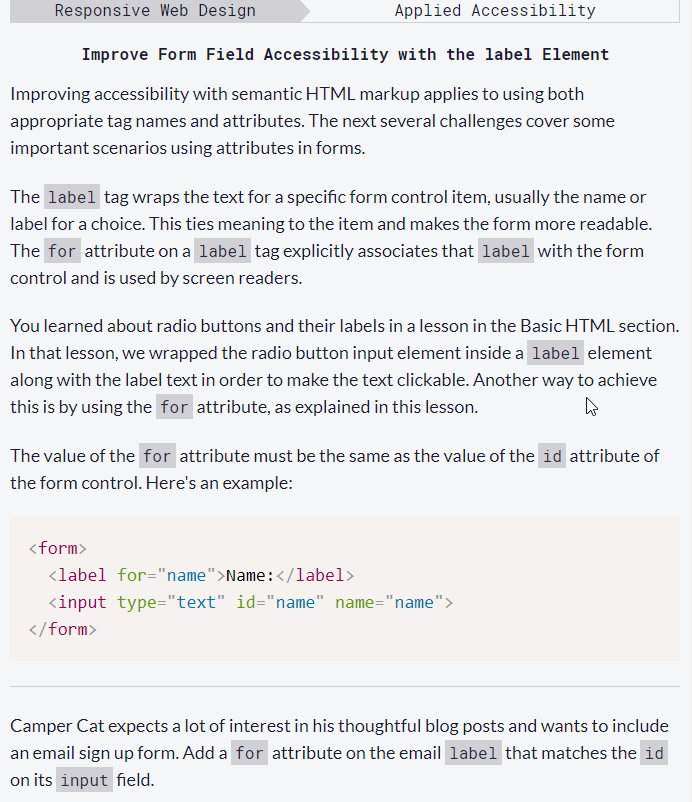 Responsive Web Design
Applied Accessibility
Improve Form Field Accessibility with the label Element
Improving accessibility with semantic HTML markup applies to using both
appropriate tag names and attributes. The next several challenges cover some
important scenarios using attributes in forms.
The label tag wraps the text for a specific form control item, usually the name or
label for a choice. This ties meaning to the item and makes the form more readable.
The for attribute on a label tag explicitly associates that label with the form
control and is used by screen readers.
You learned about radio buttons and their labels in a lesson in the Basic HTML section.
In that lesson, we wrapped the radio button input element inside a label element
along with the label text in order to make the text clickable. Another way to achieve
this is by using the for attribute, as explained in this lesson.
The value of the for attribute must be the same as the value of the id attribute of
the form control. Here's an example:
<form>
  <label for="name">Name:</label>
  <input type="text" id="name" name="name">
</form>
Camper Cat expects a lot of interest in his thoughtful blog posts and wants to include
an email sign up form. Add a for attribute on the email label that matches the id
on its input field.